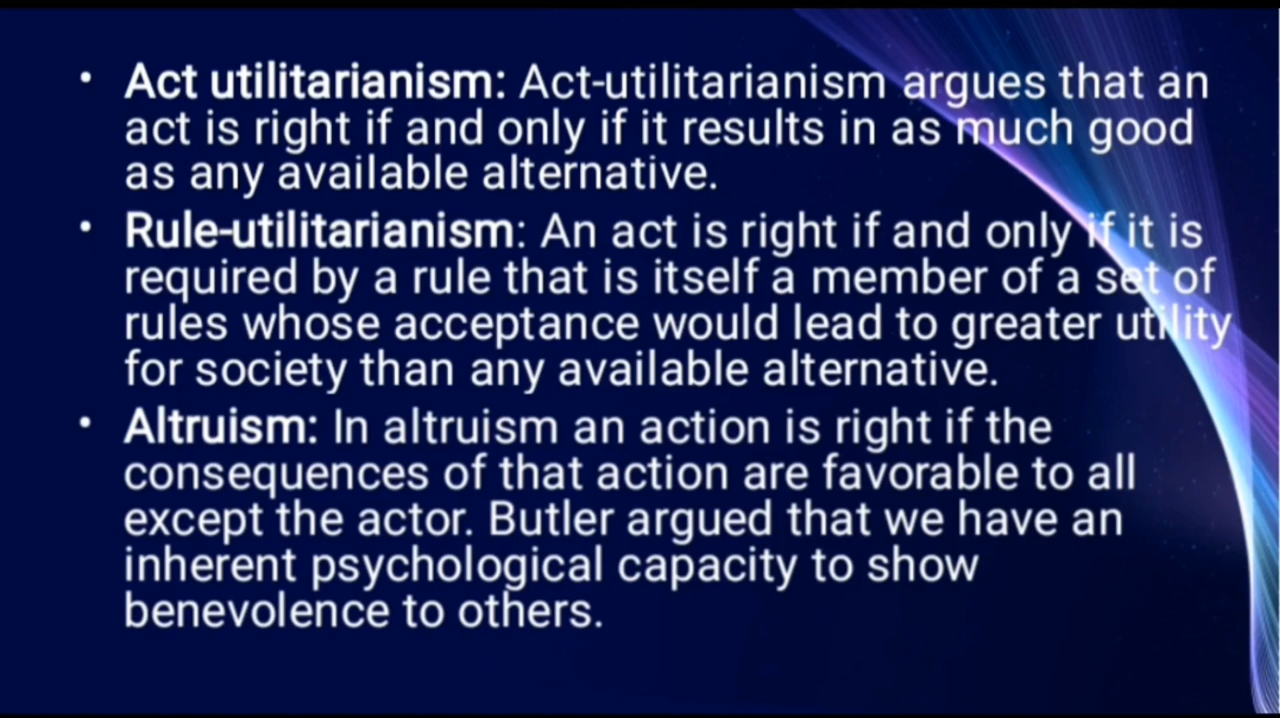 • Act utilitarianism: Act-utilitarianism argues that an
act is right if and only if it results in as much good
as any available alternative.
• Rule-utilitarianism: An act is right if and only if it is
required by a rule that is itself a member of a set of
rules whose acceptance would lead to greater utility
for society than any available alternative.
• Altruism: In altruism an action is right if the
consequences of that action are favorable to all
except the actor. Butler argued that we have an
inherent psychological capacity to show
benevolence to others.